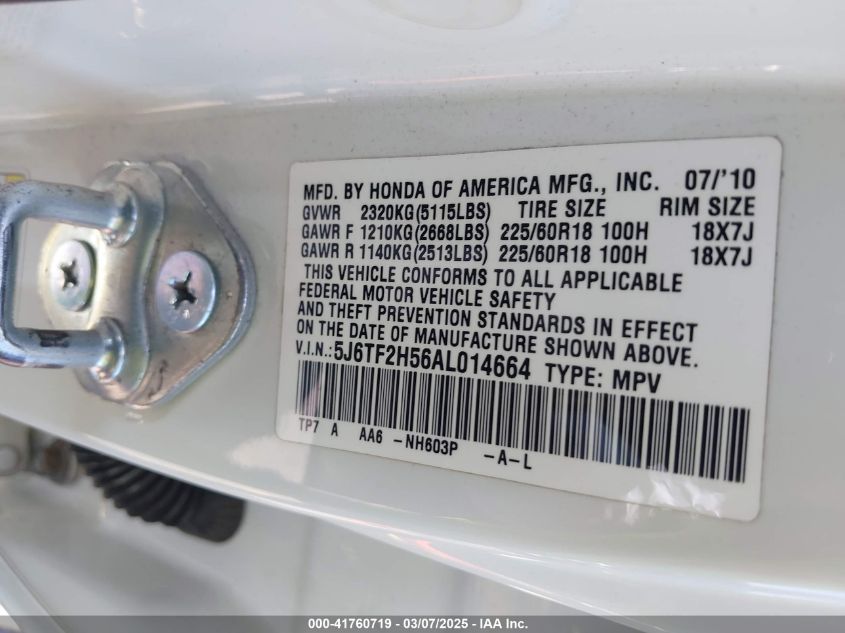 MFD. BY HONDA OF AMERICA MFG., INC. 07/'10
GVWR 2320KG(5115LBS) TIRE SIZE RIM SIZE
GAWR F 1210KG(2668LBS) 225/60R18 100H 18X7J
GAWR R 1140KG(2513LBS) 225/60R18 100H 18X7J
THIS VEHICLE CONFORMS TO ALL APPLICABLE
FEDERAL MOTOR VEHICLE SAFETY
AND THEFT PREVENTION STANDARDS IN EFFECT
ON THE DATE OF MANUFACTURE SHOWN ABOVE.
V.I.N.:5J6TF2H56AL014664 TYPE: MPV
TP7 A AA6 -NH603P -A-L
000-41760719 — 03/07/2025 - IAA Inc.